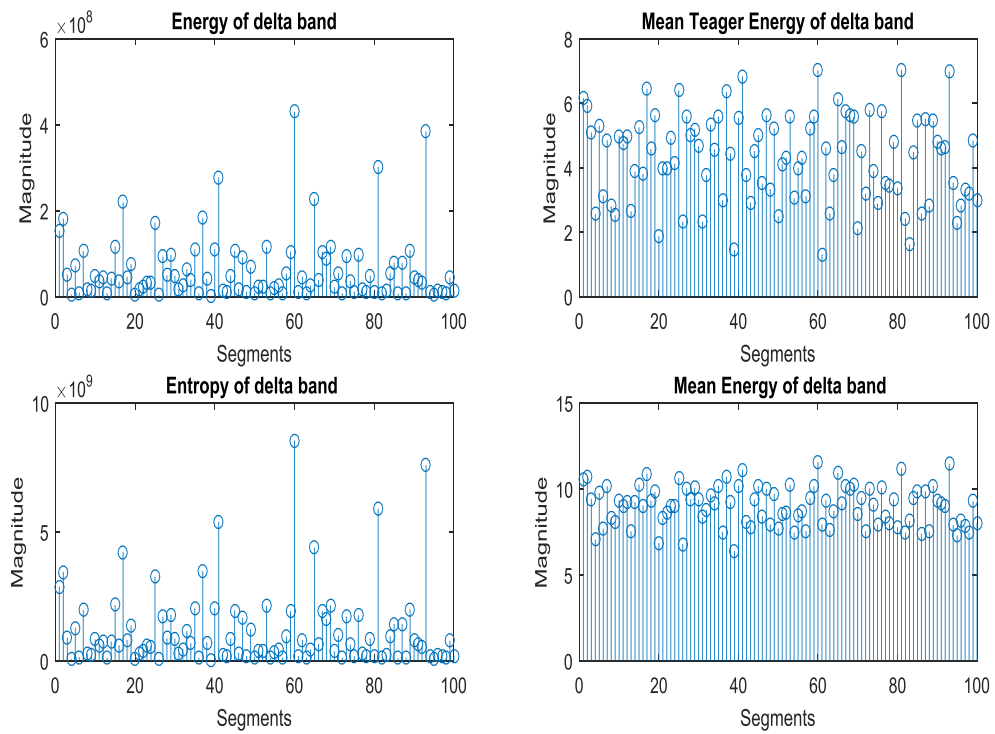 Energy of delta band
×10^8
6
4
2
0
Magnitude
0 20 40 60 80 100
Segments
Mean Teager Energy of delta band
8
6
4
2
0
Magnitude
0 20 40 60 80 100
Segments
Entropy of delta band
×10^9
10
5
0
Magnitude
0 20 40 60 80 100
Segments
Mean Energy of delta band
15
10
5
0
Magnitude
0 20 40 60 80 100
Segments